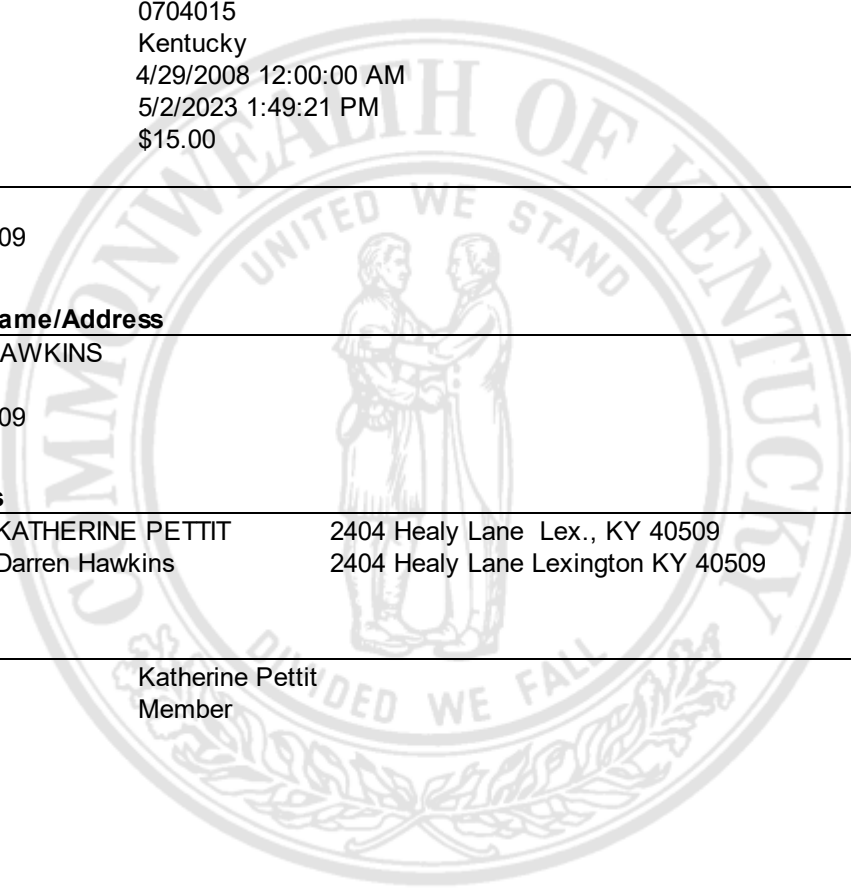 0704015
Kentucky
4/29/2008 12:00:00 AM
5/2/2023 1:49:21 PM
$15.00
09
ame/Address
AWKINS
09
s
KATHERINE PETTIT 2404 Healy Lane  Lex., KY 40509
Darren Hawkins 2404 Healy Lane Lexington KY 40509
Katherine Pettit
Member
COMMONWEALTH OF KENTUCKY
UNITED WE STAND
DIVIDED WE FALL